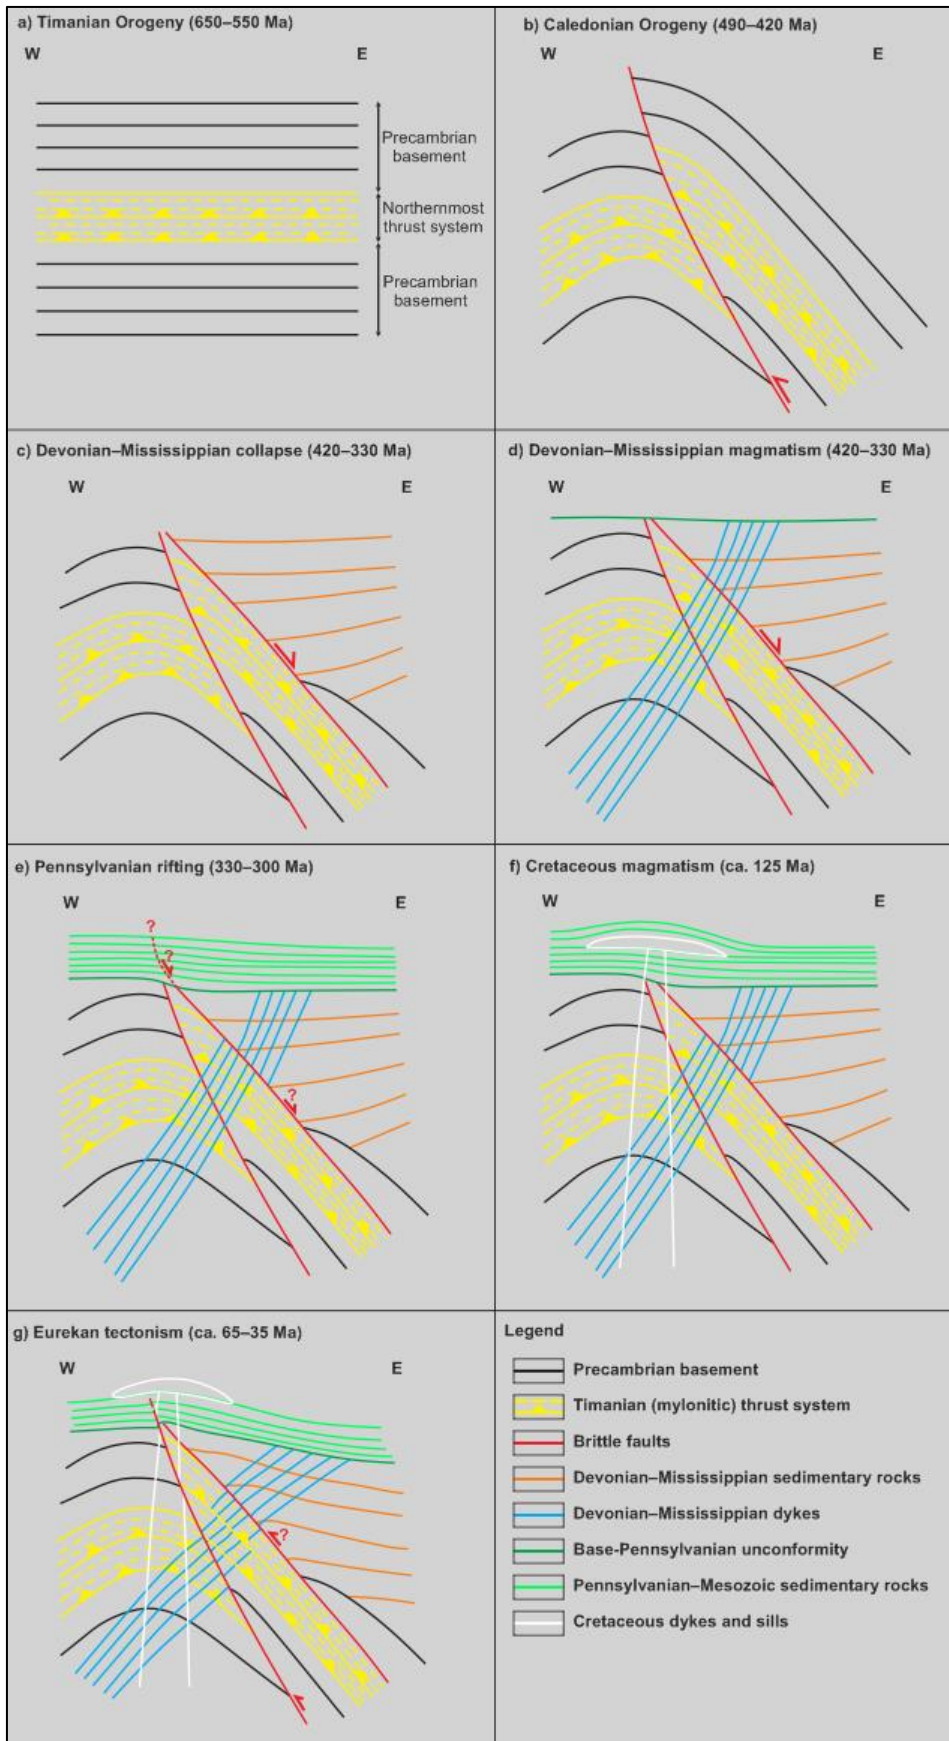 a) Timanian Orogeny (650–550 Ma)
W
E
Precambrian
basement
Northernmost
thrust system
Precambrian
basement
b) Caledonian Orogeny (490–420 Ma)
W
E
c) Devonian–Mississippian collapse (420–330 Ma)
W
E
d) Devonian–Mississippian magmatism (420–330 Ma)
W
E
e) Pennsylvanian rifting (330–300 Ma)
W
E
?
?
?
f) Cretaceous magmatism (ca. 125 Ma)
W
E
g) Eurekan tectonism (ca. 65–35 Ma)
W
E
?
Legend
Precambrian basement
Timanian (mylonitic) thrust system
Brittle faults
Devonian–Mississippian sedimentary rocks
Devonian–Mississippian dykes
Base-Pennsylvanian unconformity
Pennsylvanian–Mesozoic sedimentary rocks
Cretaceous dykes and sills